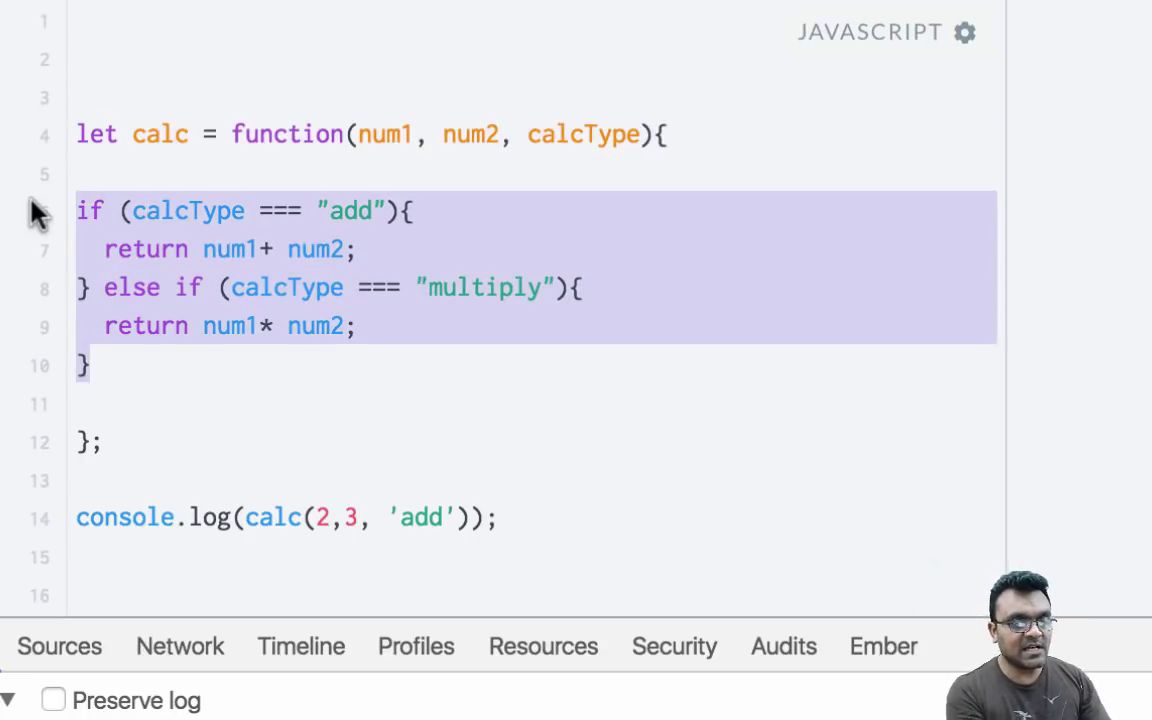 JAVASCRIPT
1
2
3
4 let calc = function(num1, num2, calcType){
5
if (calcType === "add"){
7 return num1+ num2;
8 } else if (calcType === "multiply"){
9 return num1* num2;
10 }
11
12 };
13
14 console.log(calc(2,3, 'add'));
15
16
Sources Network Timeline Profiles Resources Security Audits Ember
Preserve log